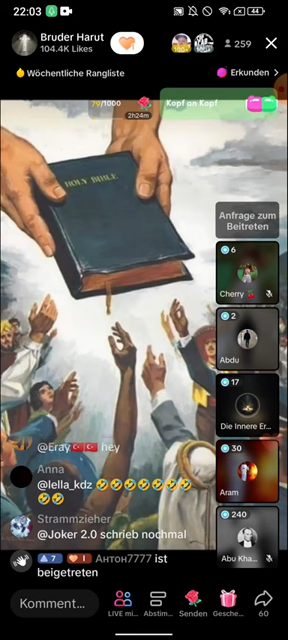 22:03
44
Bruder Harut
104.4K Likes
259
Wöchentliche Rangliste
Erkunden >
79/1000
2h24m
Kopf an Kopf
HOLY BIBLE
Anfrage zum
Beitreten
6
Cherry 🍒
2
Abdu
17
Die Innere Er...
30
Aram
240
Abu Kha...
@Eray🇹🇷🇹🇷 hey
Anna
@lella_kdz 🤣🤣🤣🤣🤣🤣🤣
🤣🤣
Strammzieher
@Joker 2.0 schrieb nochmal
7 1 Антон7777 ist
beigetreten
Komment...
LIVE mi...
Abstim...
Senden
Gesche...
60